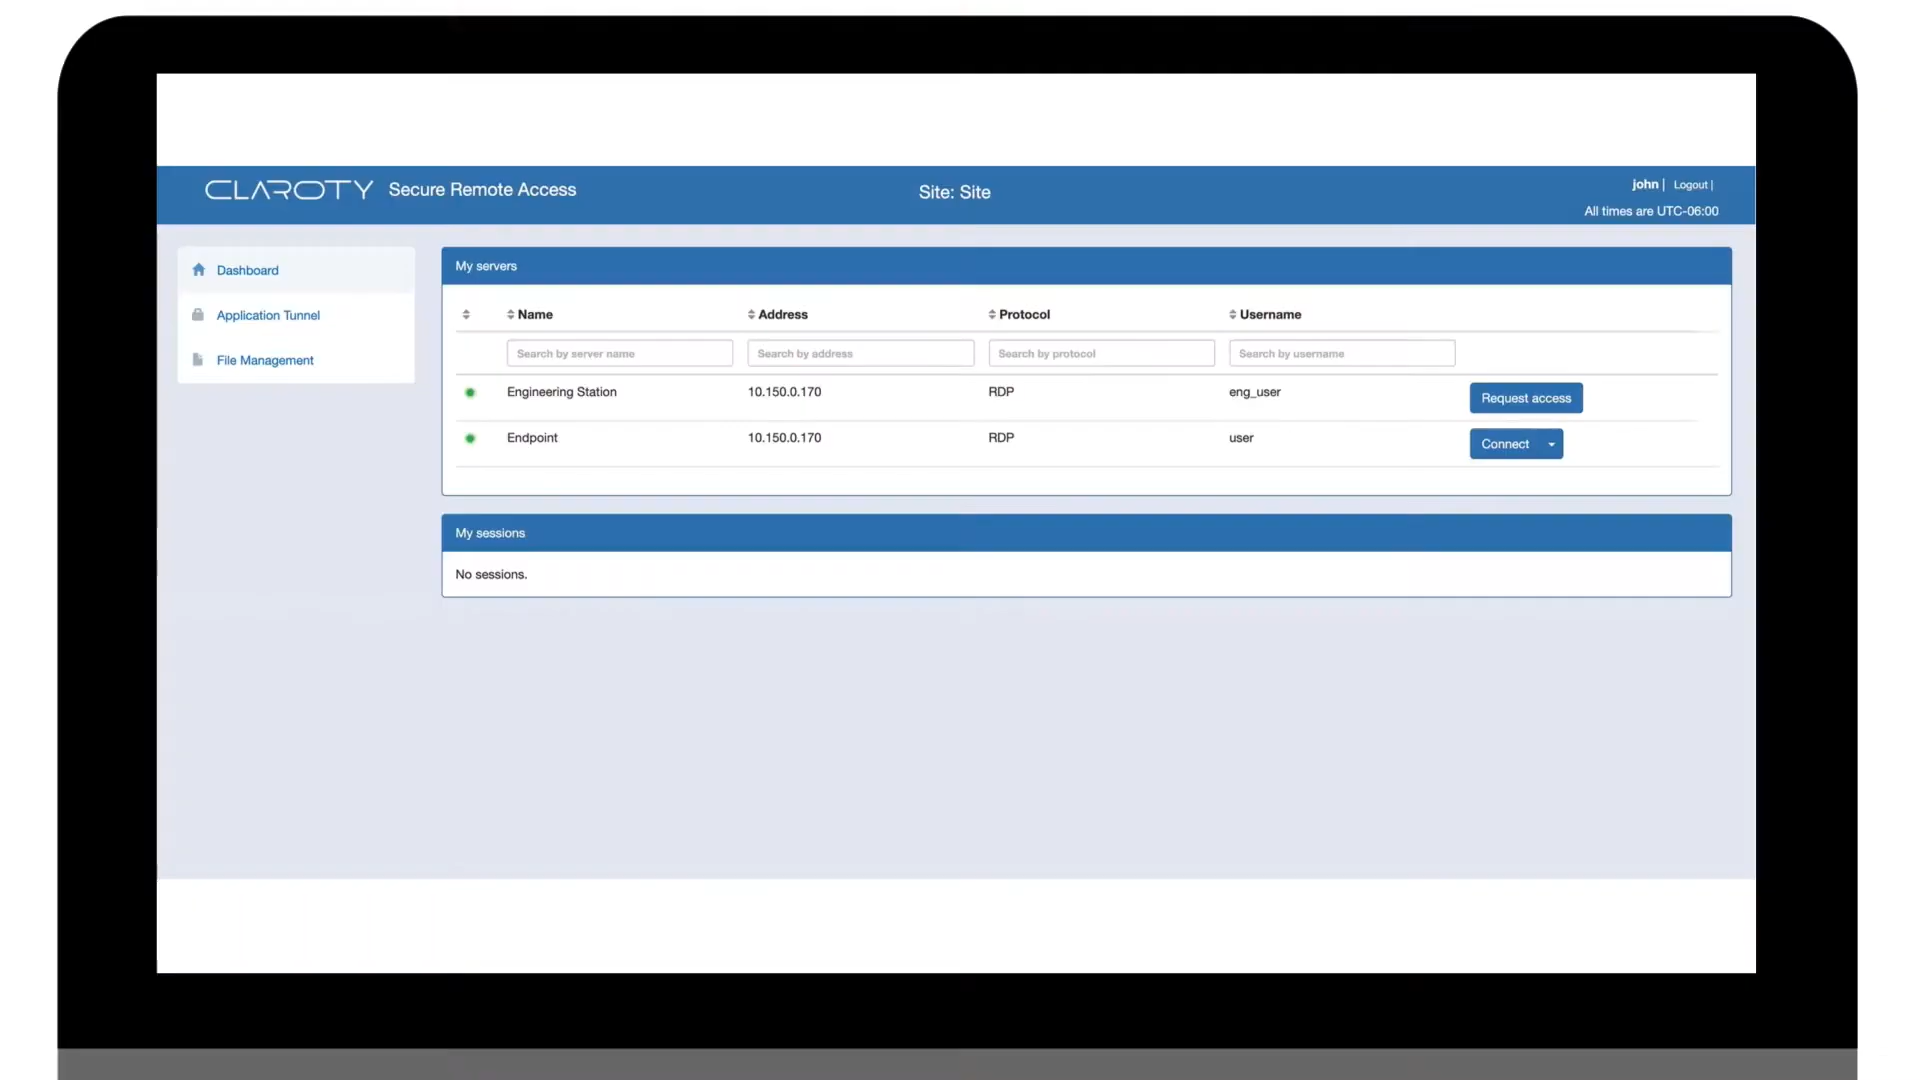 CLAROTY Secure Remote Access
Site: Site
john | Logout |
All times are UTC-06:00
Dashboard
Application Tunnel
File Management
My servers
Name Address Protocol Username
Search by server name Search by address Search by protocol Search by username
Engineering Station 10.150.0.170 RDP eng_user Request access
Endpoint 10.150.0.170 RDP user Connect
My sessions
No sessions.